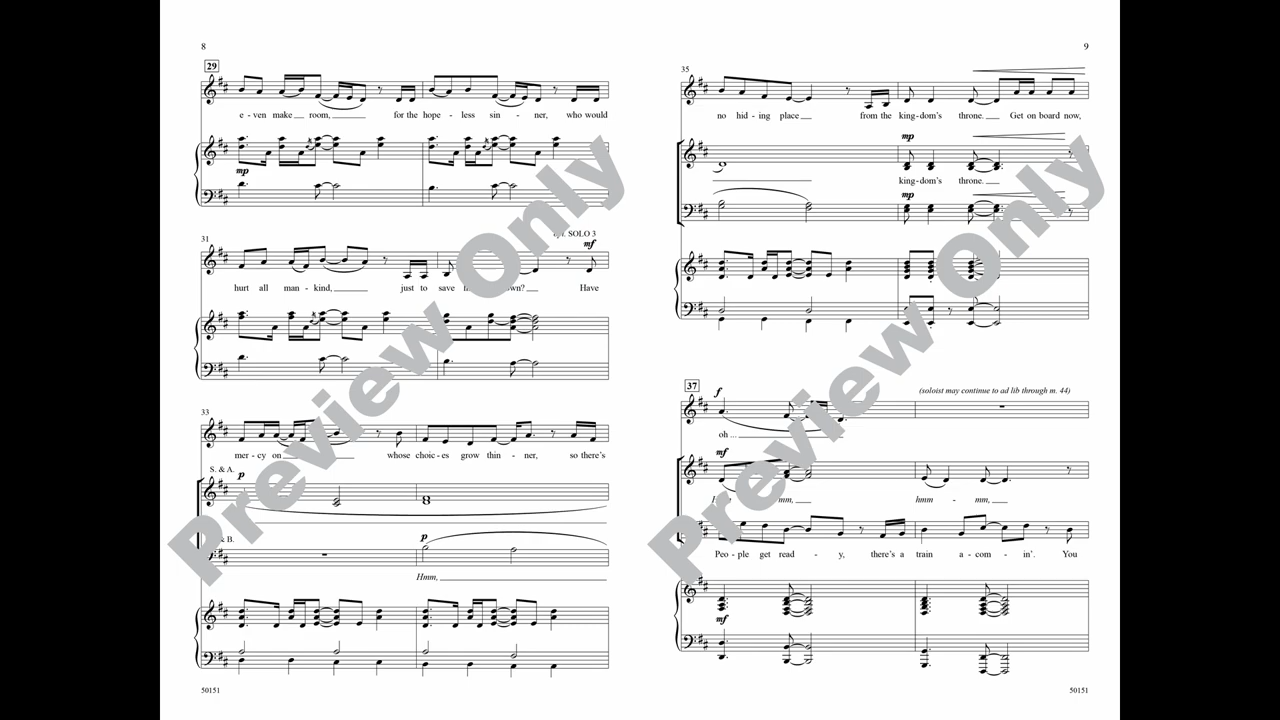 8
29
e - ven make room, for the hope - less sin - ner, who would
mp
31
SOLO 3
mf
hurt all man - kind, just to save own? Have
33
mer - cy on whose choic - es grow thin - ner, so there's
S. & A.
p
& B.
p
Hmm,
50151
9
35
no hid - ing place from the king - dom's throne. Get on board now,
mp
king - dom's throne.
mp
37
f
(soloist may continue to ad lib through m. 44)
oh ...
mf
mm, hmm - mm,
Peo - ple get read - y, there's a train a - com - in'. You
mf
50151
Preview Only
Preview Only